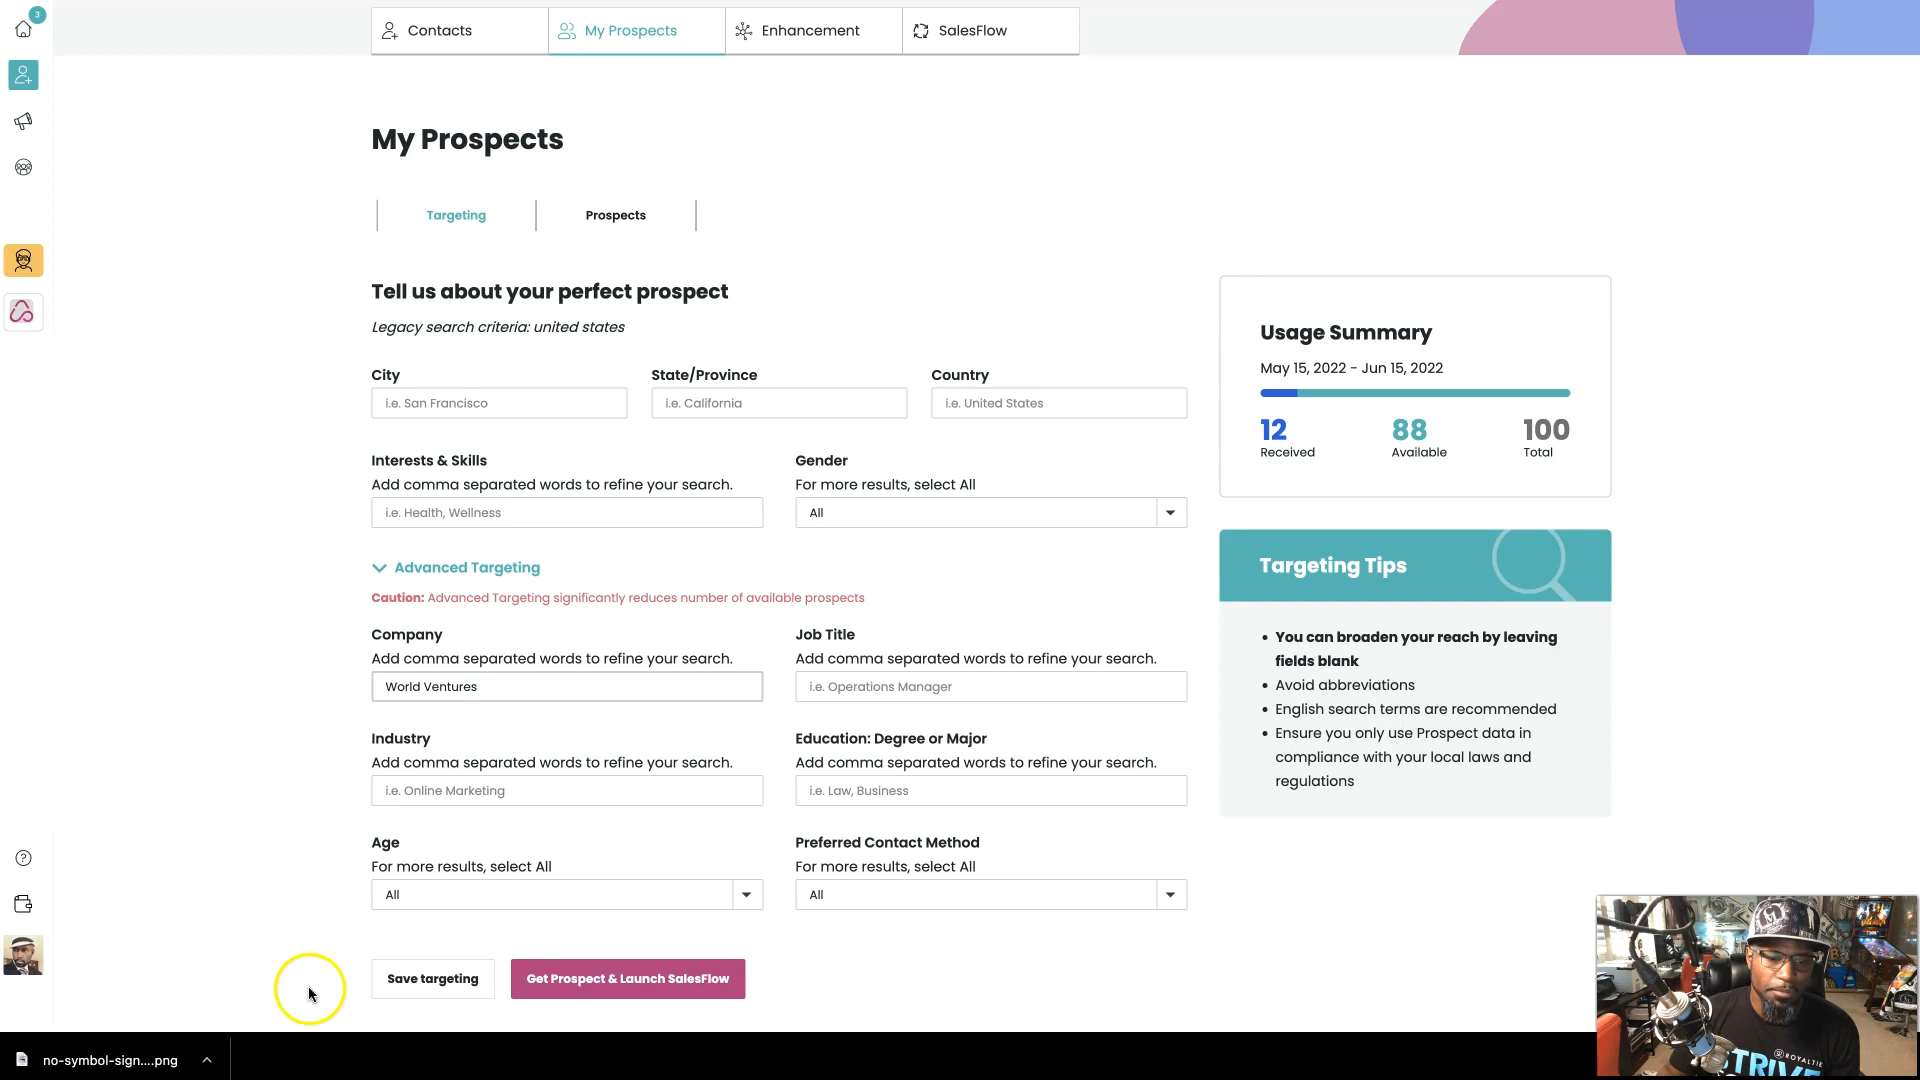 3
Contacts
My Prospects
Enhancement
SalesFlow
My Prospects
Targeting
Prospects
Tell us about your perfect prospect
Legacy search criteria: united states
City
State/Province
Country
i.e. San Francisco
i.e. California
i.e. United States
Interests & Skills
Add comma separated words to refine your search.
i.e. Health, Wellness
Gender
For more results, select All
All
Advanced Targeting
Caution: Advanced Targeting significantly reduces number of available prospects
Company
Add comma separated words to refine your search.
World Ventures
Job Title
Add comma separated words to refine your search.
i.e. Operations Manager
Industry
Add comma separated words to refine your search.
i.e. Online Marketing
Education: Degree or Major
Add comma separated words to refine your search.
i.e. Law, Business
Age
For more results, select All
All
Preferred Contact Method
For more results, select All
All
Save targeting
Get Prospect & Launch SalesFlow
Usage Summary
May 15, 2022 - Jun 15, 2022
12
88
100
Received
Available
Total
Targeting Tips
• You can broaden your reach by leaving
fields blank
• Avoid abbreviations
• English search terms are recommended
• Ensure you only use Prospect data in
compliance with your local laws and
regulations
no-symbol-sign....png